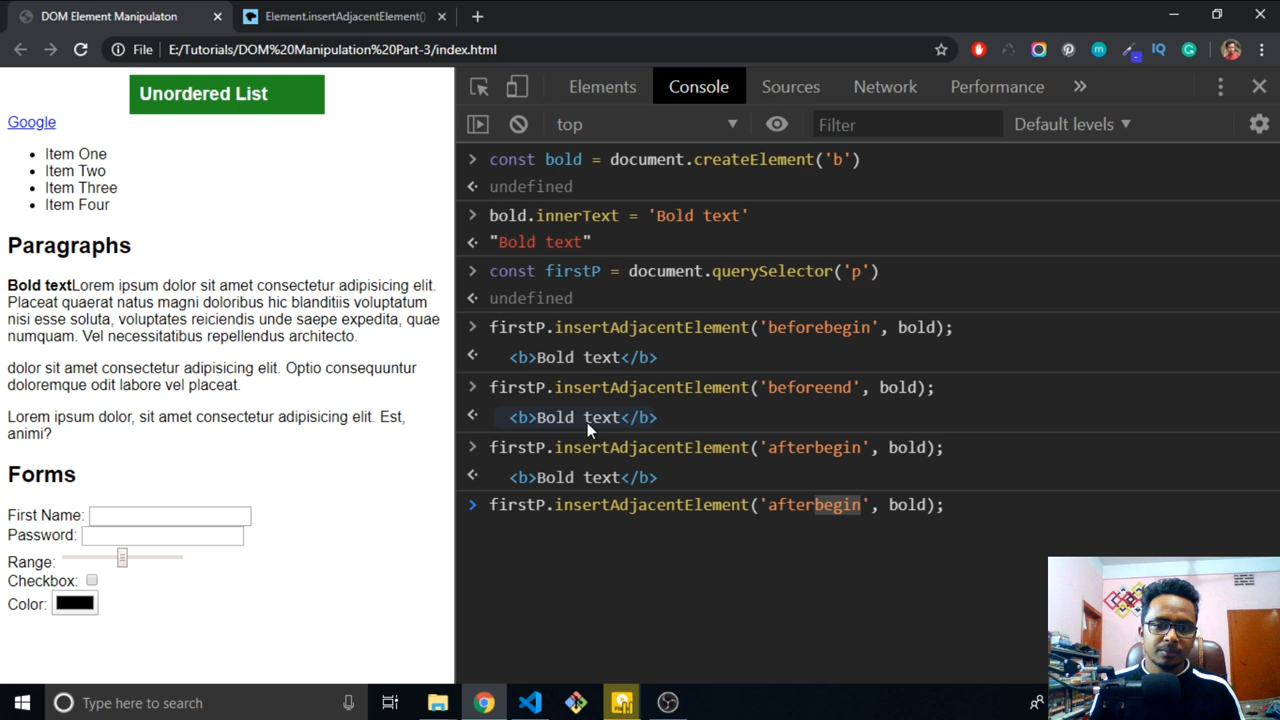 DOM Element Manipulaton
Element.insertAdjacentElement()
File
E:/Tutorials/DOM%20Manipulation%20Part-3/index.html
Unordered List
Google
Item One
Item Two
Item Three
Item Four
Paragraphs
Bold textLorem ipsum dolor sit amet consectetur adipisicing elit.
Placeat quaerat natus magni doloribus hic blanditiis voluptatum
nisi esse soluta, voluptates reiciendis unde saepe expedita, quae
numquam. Vel necessitatibus repellendus architecto.
dolor sit amet consectetur adipisicing elit. Optio consequuntur
doloremque odit labore vel placeat.
Lorem ipsum dolor, sit amet consectetur adipisicing elit. Est,
animi?
Forms
First Name:
Password:
Range:
Checkbox:
Color:
Elements Console Sources Network Performance »
top Filter Default levels ▼
> const bold = document.createElement('b')
undefined
> bold.innerText = 'Bold text'
"Bold text"
> const firstP = document.querySelector('p')
undefined
> firstP.insertAdjacentElement('beforebegin', bold);
<b>Bold text</b>
> firstP.insertAdjacentElement('beforeend', bold);
<b>Bold text</b>
> firstP.insertAdjacentElement('afterbegin', bold);
<b>Bold text</b>
> firstP.insertAdjacentElement('afterbegin', bold);
Type here to search